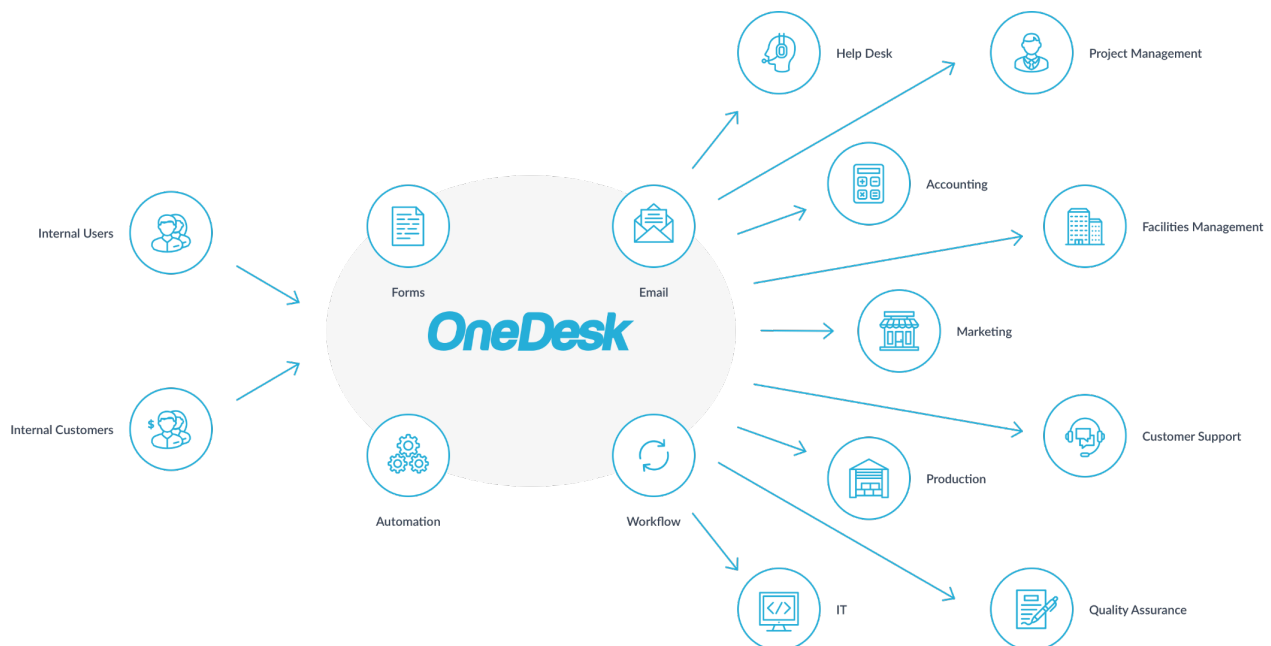 Help Desk
Project Management
Accounting
Internal Users
Facilities Management
Forms
Email
OneDesk
Marketing
Internal Customers
$
Customer Support
Production
Automation
Workflow
</>
IT
Quality Assurance